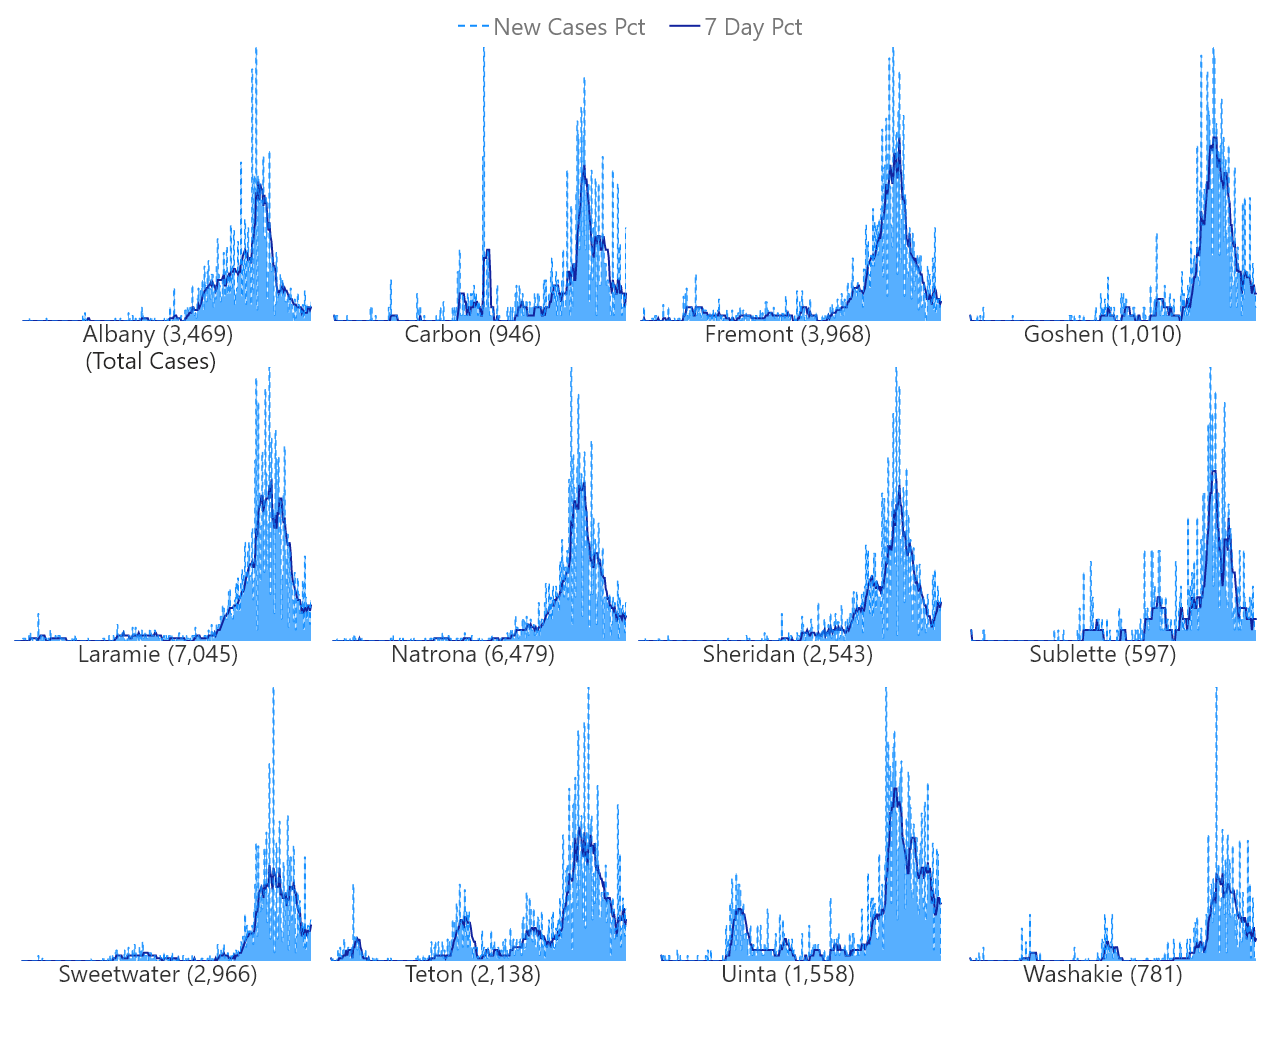 New Cases Pct 7 Day Pct
Albany (3,469) Carbon (946) Fremont (3,968) Goshen (1,010)
(Total Cases)
Laramie (7,045) Natrona (6,479) Sheridan (2,543) Sublette (597)
Sweetwater (2,966) Teton (2,138) Uinta (1,558) Washakie (781)